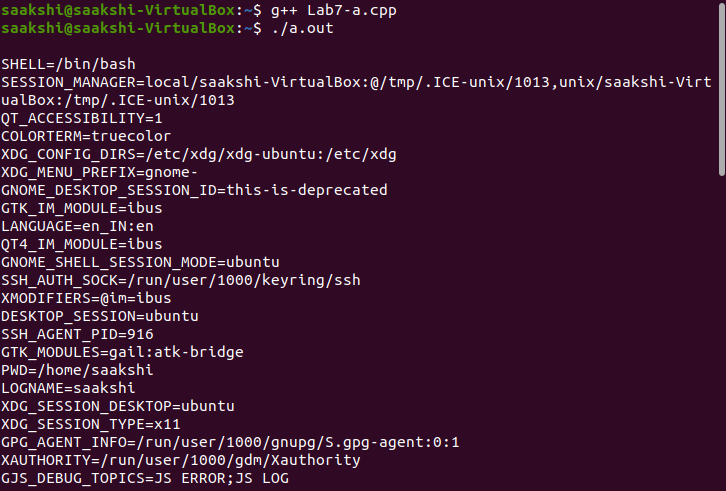 saakshi@saakshi-VirtualBox:~$ g++ Lab7-a.cpp
saakshi@saakshi-VirtualBox:~$ ./a.out
SHELL=/bin/bash
SESSION_MANAGER=local/saakshi-VirtualBox:@/tmp/.ICE-unix/1013,unix/saakshi-Virt
ualBox:/tmp/.ICE-unix/1013
QT_ACCESSIBILITY=1
COLORTERM=truecolor
XDG_CONFIG_DIRS=/etc/xdg/xdg-ubuntu:/etc/xdg
XDG_MENU_PREFIX=gnome-
GNOME_DESKTOP_SESSION_ID=this-is-deprecated
GTK_IM_MODULE=ibus
LANGUAGE=en_IN:en
QT4_IM_MODULE=ibus
GNOME_SHELL_SESSION_MODE=ubuntu
SSH_AUTH_SOCK=/run/user/1000/keyring/ssh
XMODIFIERS=@im=ibus
DESKTOP_SESSION=ubuntu
SSH_AGENT_PID=916
GTK_MODULES=gail:atk-bridge
PWD=/home/saakshi
LOGNAME=saakshi
XDG_SESSION_DESKTOP=ubuntu
XDG_SESSION_TYPE=x11
GPG_AGENT_INFO=/run/user/1000/gnupg/S.gpg-agent:0:1
XAUTHORITY=/run/user/1000/gdm/Xauthority
GJS_DEBUG_TOPICS=JS ERROR;JS LOG